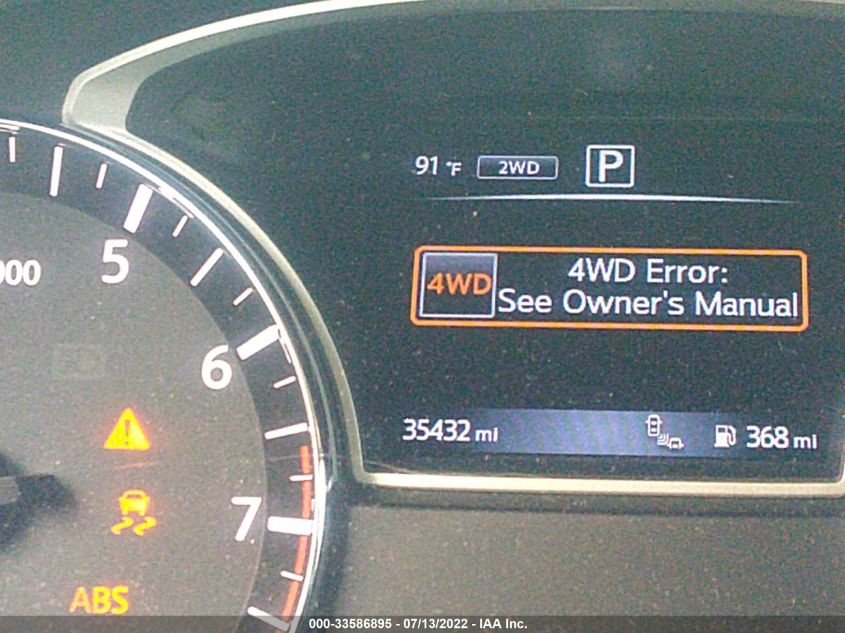 91 °F 2WD P
4WD 4WD Error:
See Owner's Manual
000
5
6
7
35432 mi 368 mi
ABS
000-33586895 - 07/13/2022 - IAA Inc.